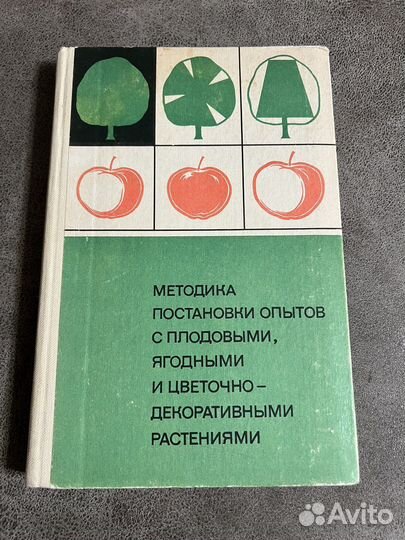 МЕТОДИКА
ПОСТАНОВКИ ОПЫТОВ
С ПЛОДОВЫМИ,
ЯГОДНЫМИ
И ЦВЕТОЧНО–
ДЕКОРАТИВНЫМИ
РАСТЕНИЯМИ
Avito